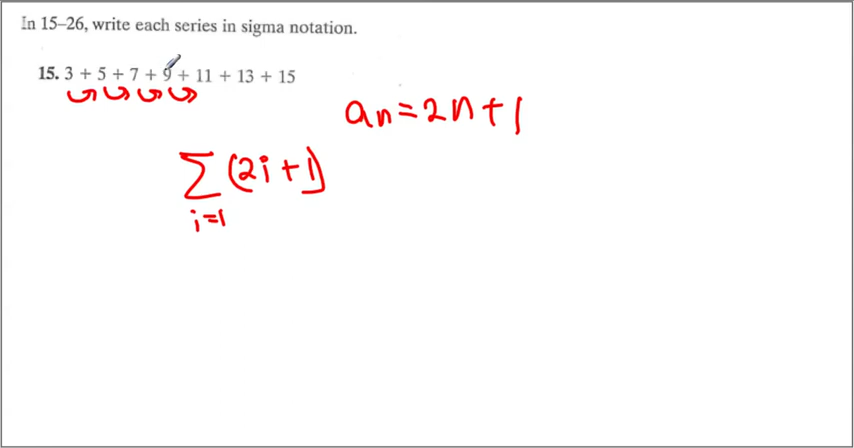 In 15–26, write each series in sigma notation.
15. 3 + 5 + 7 + 9 + 11 + 13 + 15
an = 2n + 1
∑ (2i + 1)
i=1